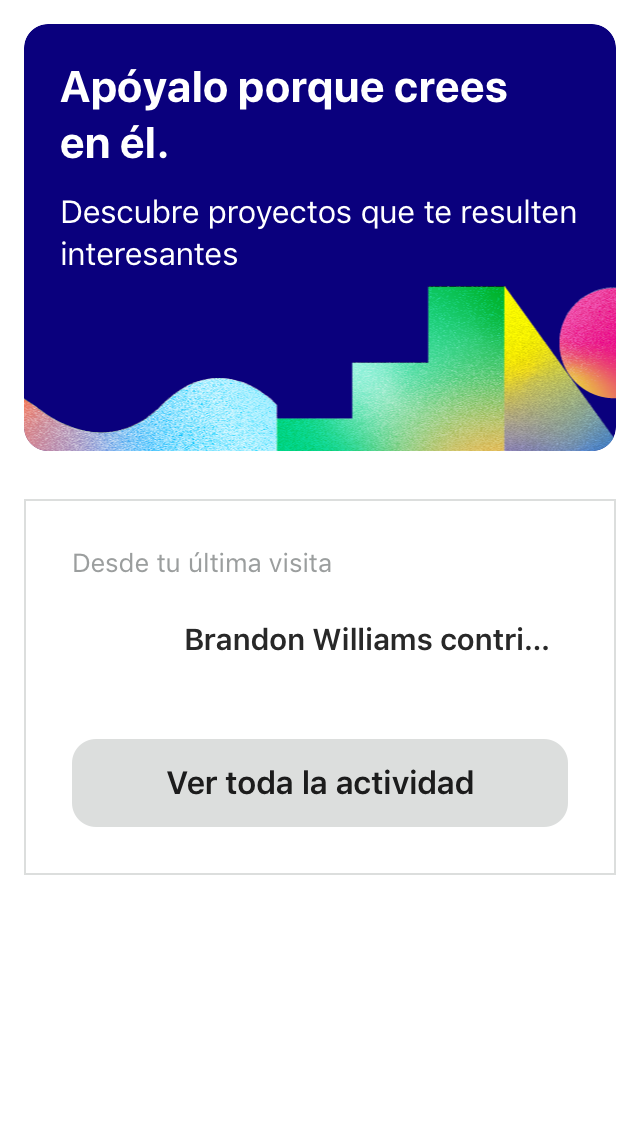 Apóyalo porque crees
en él.
Descubre proyectos que te resulten
interesantes
Desde tu última visita
Brandon Williams contri...
Ver toda la actividad